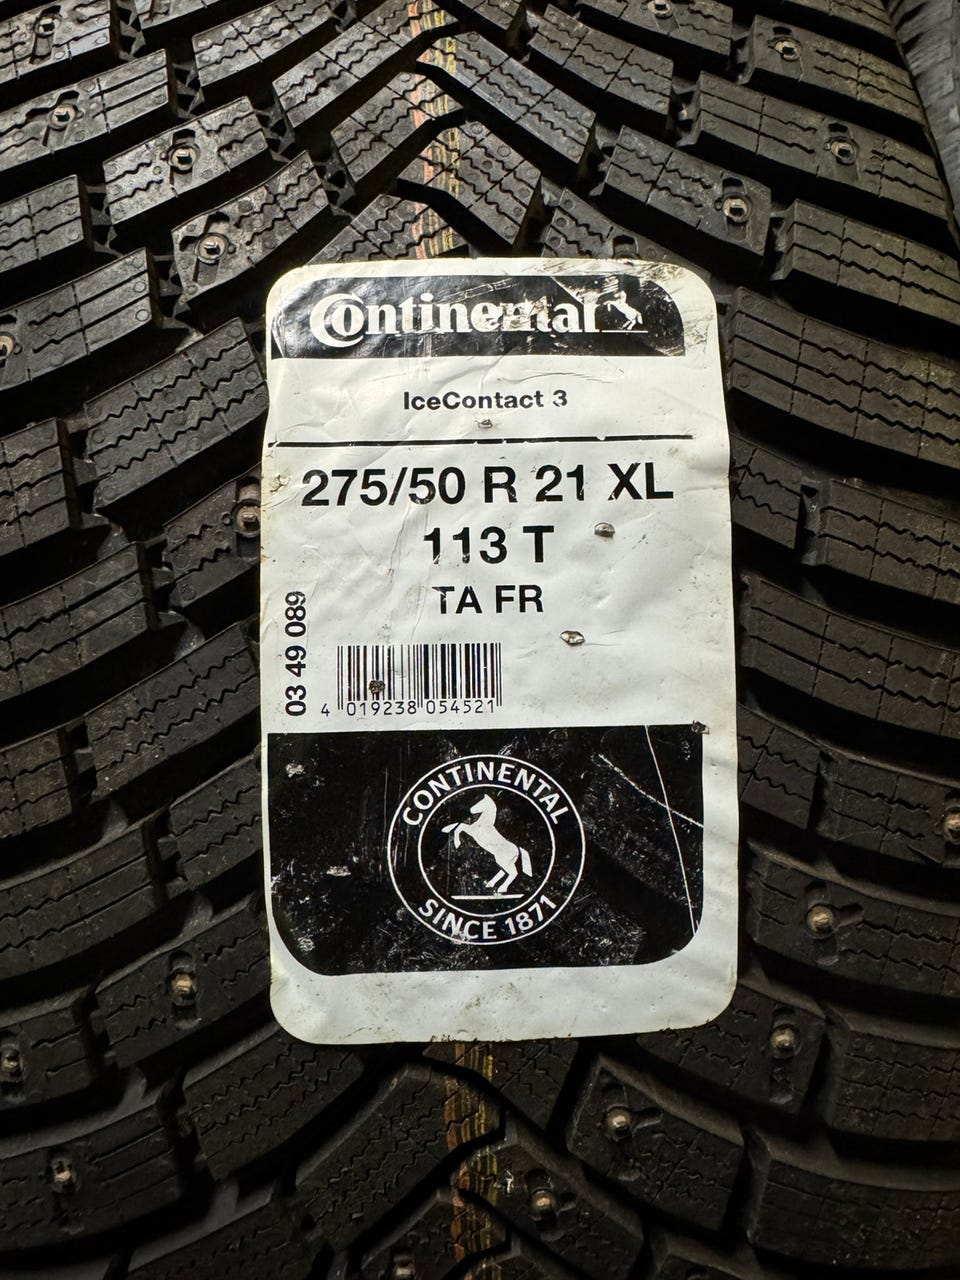 Continental
IceContact 3
275/50 R 21 XL
113 T
TA FR
03 49 089
4 019238 054521
CONTINENTAL
SINCE 1871